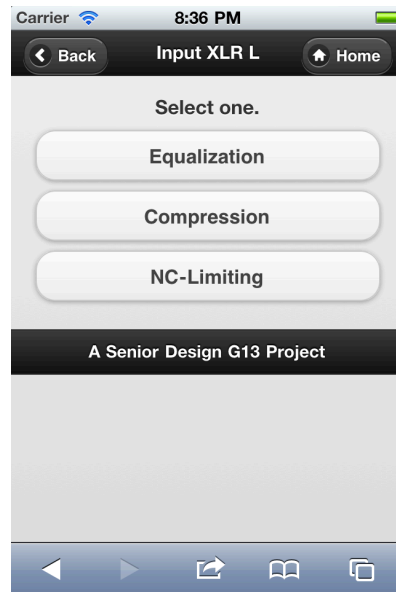 Carrier 8:36 PM
Back Input XLR L Home
Select one.
Equalization
Compression
NC-Limiting
A Senior Design G13 Project